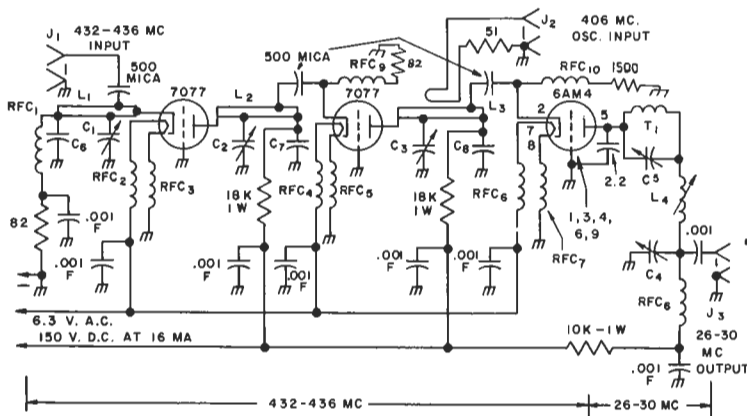 J1
432-436 MC
INPUT
500
MICA
RFC1
L1
C6
C1
7077
RFC2
RFC3
82
.001
F
.001
F
L2
C2
C7
18K
1W
.001
F
500 MICA
RFC9
82
7077
RFC4
RFC5
.001
F
L3
C3
C8
18K
1W
.001
F
J2
406 MC.
OSC. INPUT
51
RFC10
1500
6AM4
2
7
8
5
RFC6
RFC7
.001
F
2.2
1,3,4,
6,9
T1
C5
L4
C4
.001
J3
RFC6
26-30
MC
OUTPUT
.001
F
10K-1W
6.3 V. A.C.
150 V. D.C. AT 16 MA
432-436 MC
26-30 MC